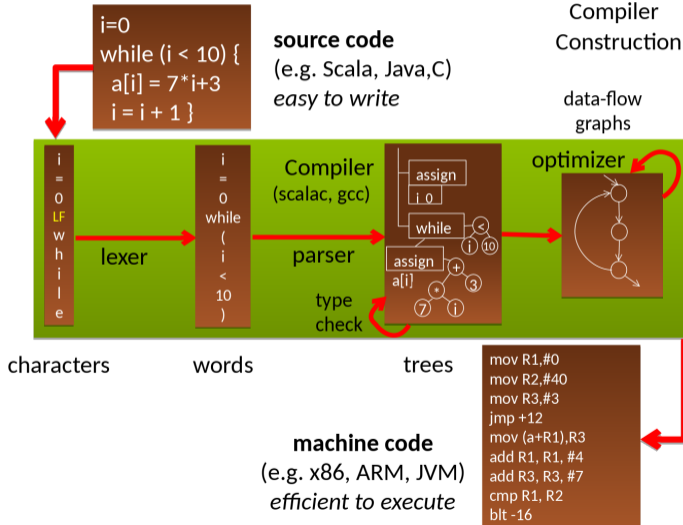 Compiler
Construction
i=0
while (i < 10) {
a[i] = 7*i+3
i = i + 1 }
source code
(e.g. Scala, Java,C)
easy to write
data-flow
graphs
i
=
0
LF
w
h
i
l
e
lexer
i
=
0
while
(
i
<
10
)
Compiler
(scalac, gcc)
parser
type
check
assign
i 0
while
<
i
10
assign
a[i]
+
*
3
7
i
optimizer
characters
words
trees
machine code
(e.g. x86, ARM, JVM)
efficient to execute
mov R1,#0
mov R2,#40
mov R3,#3
jmp +12
mov (a+R1),R3
add R1, R1, #4
add R3, R3, #7
cmp R1, R2
blt -16